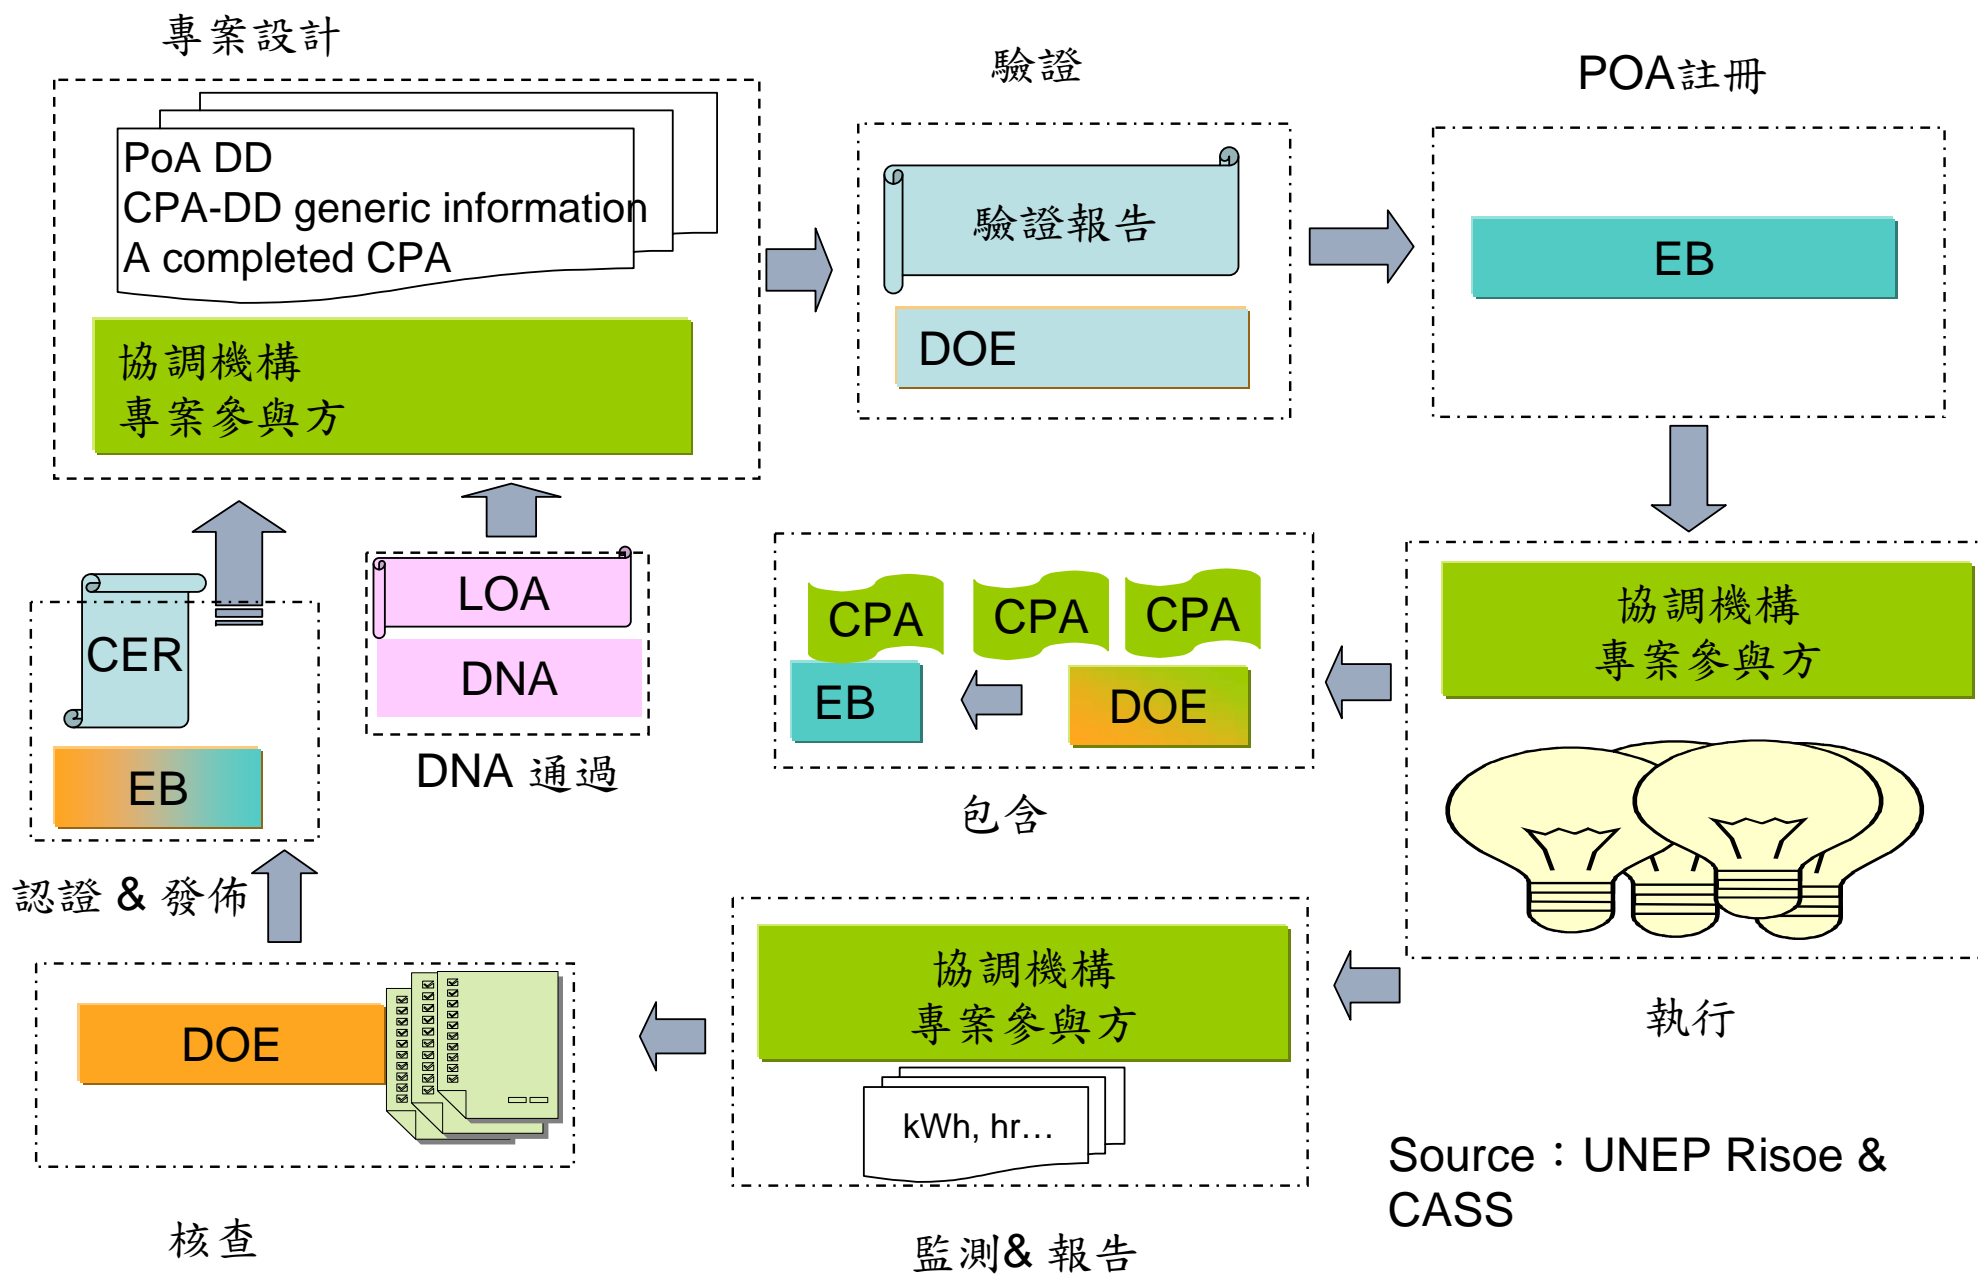 專案設計
PoA DD
CPA-DD generic information
A completed CPA
協調機構
專案參與方
驗證
驗證報告
DOE
POA註冊
EB
LOA
DNA
DNA 通過
CPA
CPA
CPA
EB
DOE
包含
協調機構
專案參與方
執行
CER
EB
認證 & 發佈
DOE
核查
協調機構
專案參與方
kWh, hr…
監測& 報告
Source：UNEP Risoe &
CASS